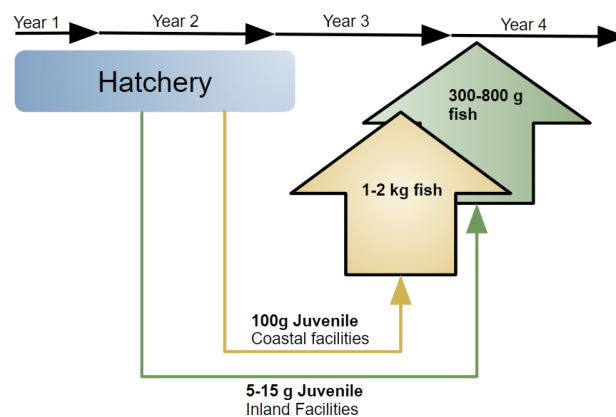 Year 1
Year 2
Year 3
Year 4
Hatchery
300-800 g
fish
1-2 kg fish
100g Juvenile
Coastal facilities
5-15 g Juvenile
Inland Facilities